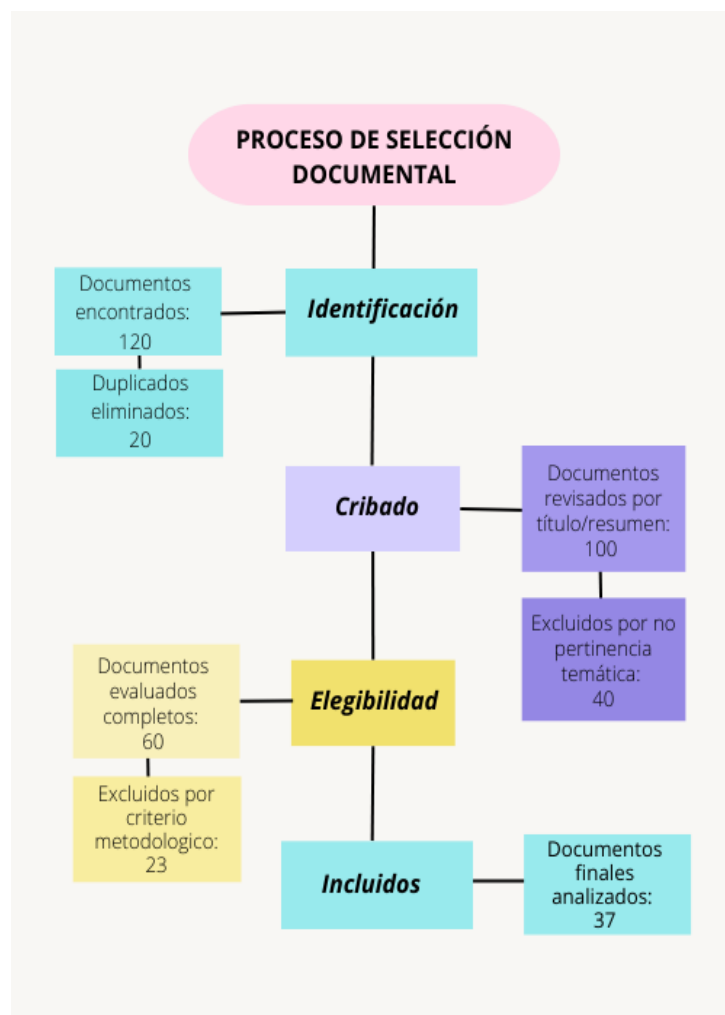 PROCESO DE SELECCIÓN
DOCUMENTAL
Identificación
Documentos
encontrados:
120
Duplicados
eliminados:
20
Cribado
Documentos
revisados por
título/resumen:
100
Excluidos por no
pertinencia
temática:
40
Elegibilidad
Documentos
evaluados
completos:
60
Excluidos por
criterio
metodologico:
23
Incluidos
Documentos
finales
analizados:
37